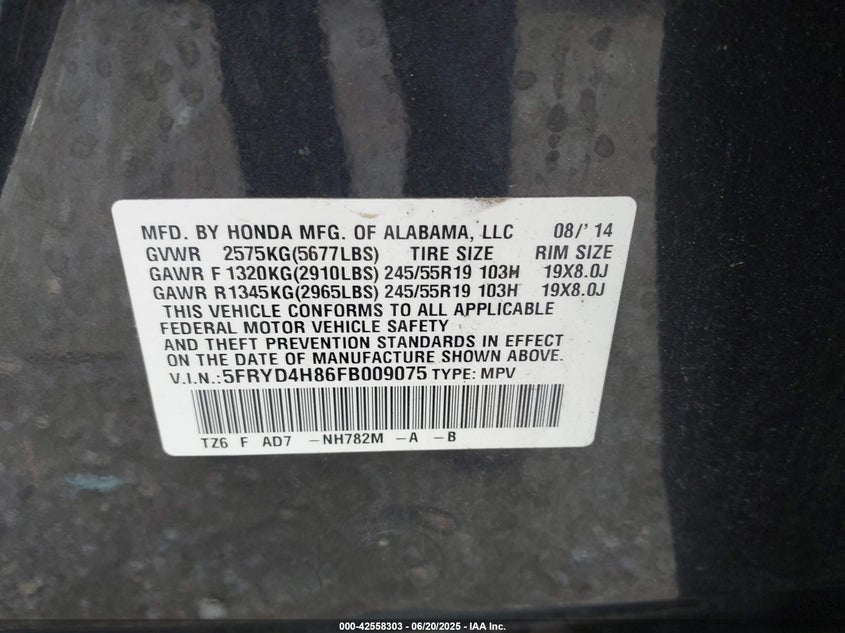 MFD. BY HONDA MFG. OF ALABAMA, LLC 08/' 14
GVWR 2575KG(5677LBS) TIRE SIZE RIM SIZE
GAWR F 1320KG(2910LBS) 245/55R19 103H 19X8.0J
GAWR R1345KG(2965LBS) 245/55R19 103H 19X8.0J
THIS VEHICLE CONFORMS TO ALL APPLICABLE
FEDERAL MOTOR VEHICLE SAFETY
AND THEFT PREVENTION STANDARDS IN EFFECT
ON THE DATE OF MANUFACTURE SHOWN ABOVE.
V.I.N.:5FRYD4H86FB009075 TYPE: MPV
TZ6 F AD7 -NH782M -A -B
000-42558303 - 06/20/2025 - IAA Inc.